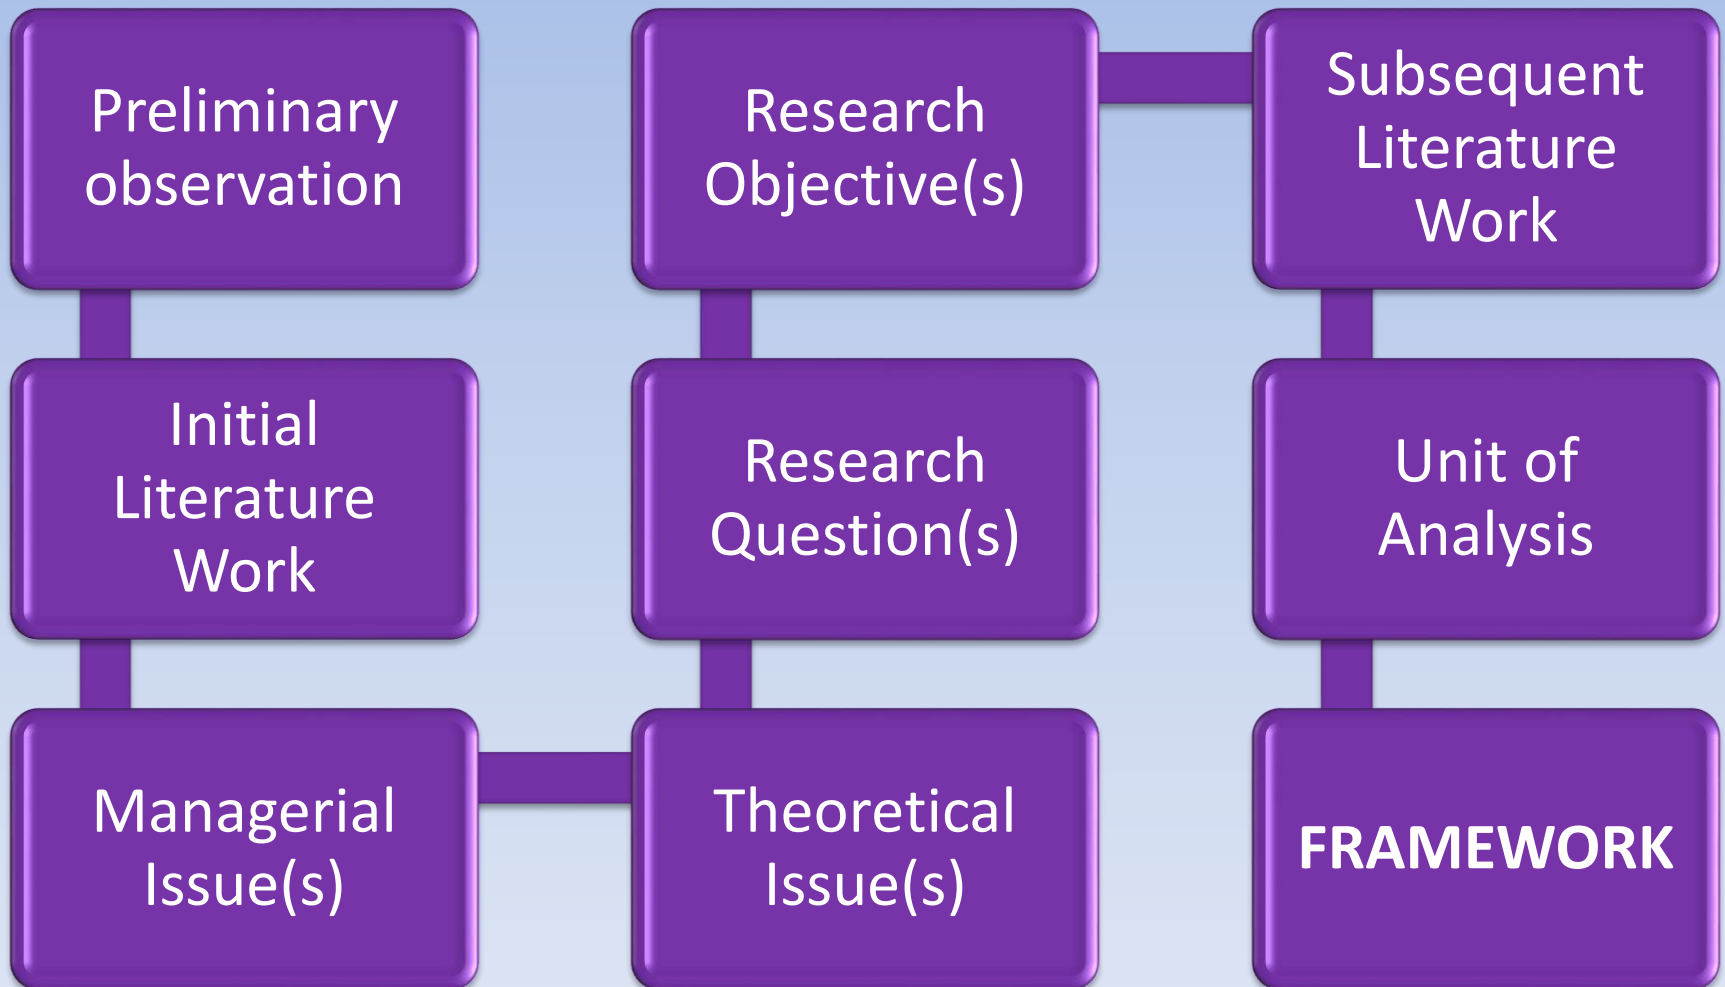 Preliminary
observation
Initial
Literature
Work
Managerial
Issue(s)
Theoretical
Issue(s)
Research
Question(s)
Research
Objective(s)
Subsequent
Literature
Work
Unit of
Analysis
FRAMEWORK